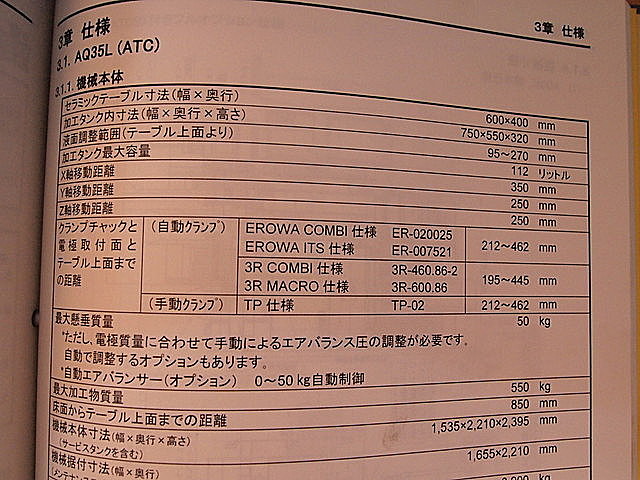 3章 仕様
3章 仕様
3.1. AQ35L (ATC)
3.1.1. 機械本体
セラミックテーブル寸法(幅×奥行) 600×400 mm
加工タンク内寸法(幅×奥行×高さ) 750×550×320 mm
液面調整範囲(テーブル上面より) 95～270 mm
加工タンク最大容量 112 リットル
X軸移動距離 350 mm
Y軸移動距離 250 mm
Z軸移動距離 250 mm
クランプチャックと (自動クランプ) EROWA COMBI 仕様 ER-020025
電極取付面と EROWA ITS 仕様 ER-007521 212～462 mm
テーブル上面まで 3R COMBI 仕様 3R-460.86-2
の距離 3R MACRO 仕様 3R-600.86 195～445 mm
(手動クランプ) TP 仕様 TP-02 212～462 mm
最大懸垂質量 50 kg
*ただし、電極質量に合わせて手動によるエアバランス圧の調整が必要です。
自動で調整するオプションもあります。
*自動エアバランサー(オプション) 0～50 kg自動制御
最大加工物質量 550 kg
床面からテーブル上面までの距離 850 mm
機械本体寸法(幅×奥行×高さ) 1,535×2,210×2,395 mm
(サービスタンクを含む)
機械据付寸法(幅×奥行) 1,655×2,210 mm